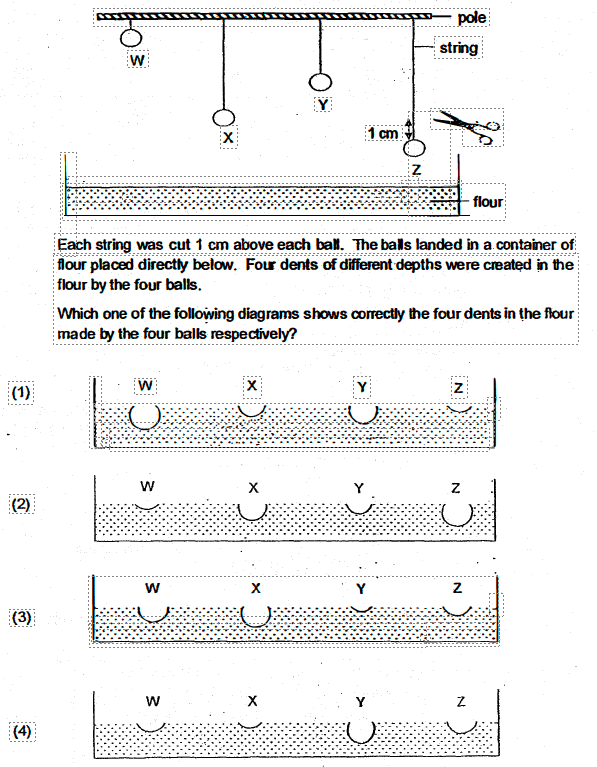 pole
string
W
Y
X
1 cm
Z
flour
Each string was cut 1 cm above each ball. The balls landed in a container of
flour placed directly below. Four dents of different depths were created in the
flour by the four balls.
Which one of the following diagrams shows correctly the four dents in the flour
made by the four balls respectively?
(1)
W X Y Z
(2)
W X Y Z
(3)
W X Y Z
(4)
W X Y Z